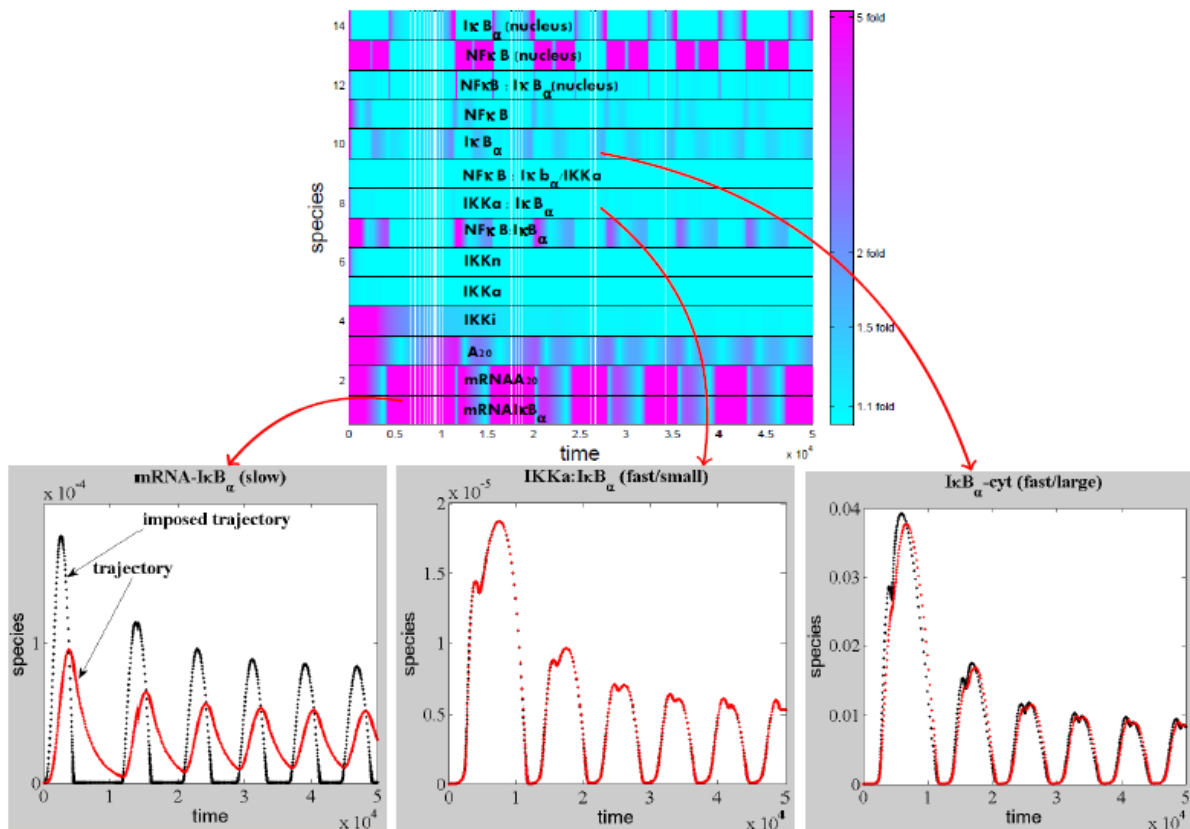 14
12
10
8
6
4
2
species
IκBα (nucleus)
NFκB (nucleus)
NFκB : IκBα(nucleus)
NFκB
IκBα
NFκB : Iκbα/IKKa
IKKa : IκBα
NFκB:IκBα
IKKn
IKKa
IKKi
A20
mRNAA20
mRNAIκBα
0 0.5 1 1.5 2 2.5 3 3.5 4 4.5 5
time
x 10^4
5 fold
2 fold
1.5 fold
1.1 fold
mRNA-IκBα (slow)
x 10^-4
imposed trajectory
trajectory
1
0
species
0 1 2 3 4 5
time
x 10^4
IKKa:IκBα (fast/small)
x 10^-5
2
1.5
1
0.5
0
species
0 1 2 3 4 5
time
x 10^4
IκBα-cyt (fast/large)
0.04
0.03
0.02
0.01
0
species
0 1 2 3 4 5
time
x 10^4